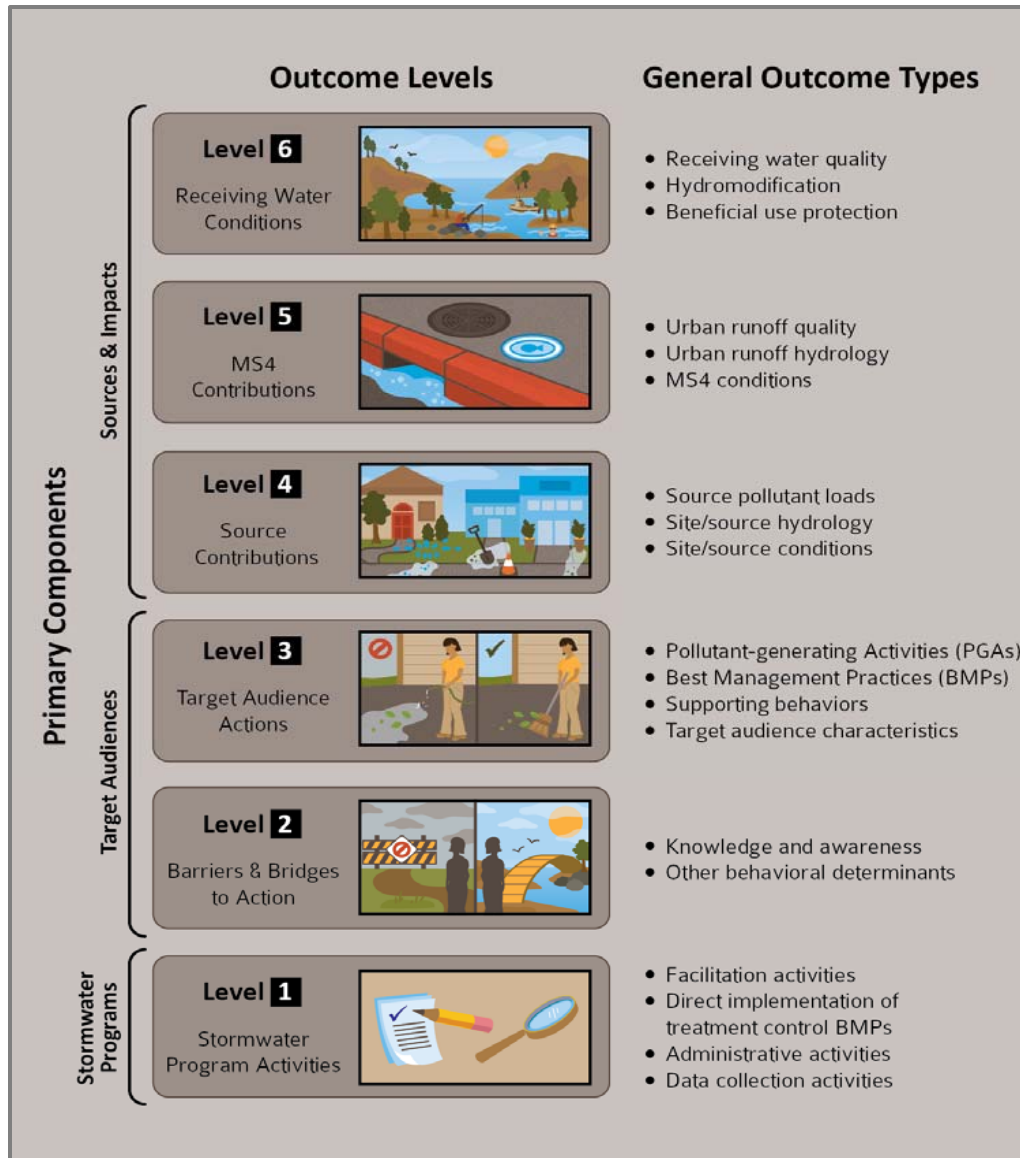 Outcome Levels
General Outcome Types
Primary Components
Sources & Impacts
Level 6
Receiving Water
Conditions
• Receiving water quality
• Hydromodification
• Beneficial use protection
Level 5
MS4
Contributions
• Urban runoff quality
• Urban runoff hydrology
• MS4 conditions
Level 4
Source
Contributions
• Source pollutant loads
• Site/source hydrology
• Site/source conditions
Target Audiences
Level 3
Target Audience
Actions
• Pollutant-generating Activities (PGAs)
• Best Management Practices (BMPs)
• Supporting behaviors
• Target audience characteristics
Level 2
Barriers & Bridges
to Action
• Knowledge and awareness
• Other behavioral determinants
Stormwater
Programs
Level 1
Stormwater
Program Activities
• Facilitation activities
• Direct implementation of
treatment control BMPs
• Administrative activities
• Data collection activities